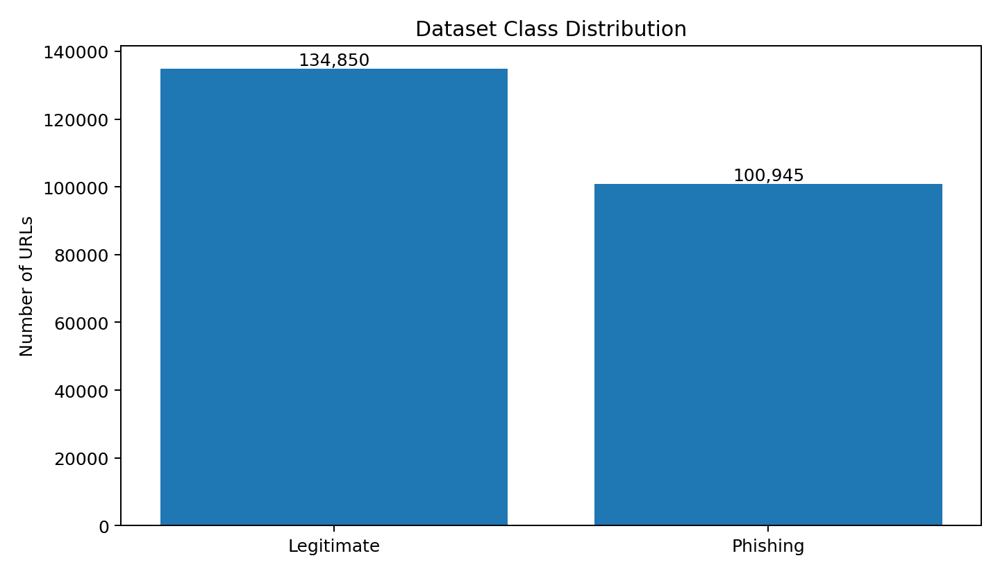 Dataset Class Distribution
Number of URLs
140000
120000
100000
80000
60000
40000
20000
0
134,850
100,945
Legitimate
Phishing